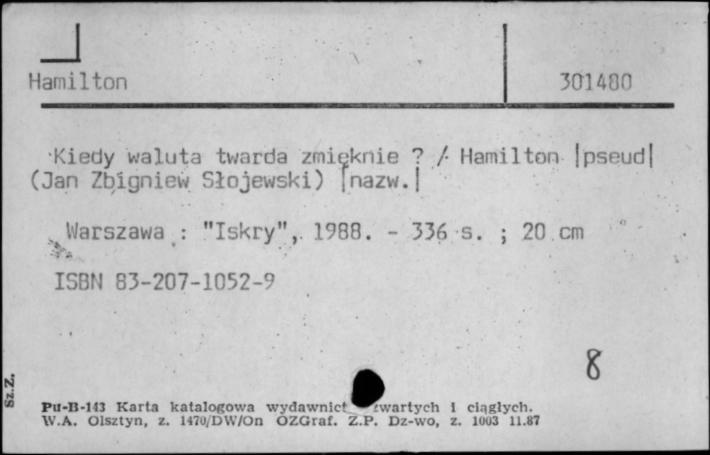 Hamilton 301480
Kiedy waluta twarda zmięknie ? / Hamilton |pseud|
(Jan Zbigniew Słojewski) |nazw.|
Warszawa : "Iskry", 1988. - 336 s. ; 20 cm
ISBN 83-207-1052-9
8
Sz.Z.
Pu-B-143 Karta katalogowa wydawnict zwartych i ciągłych.
W.A. Olsztyn, z. 1470/DW/On OZGraf. Z.P. Dz-wo, z. 1003 11.87